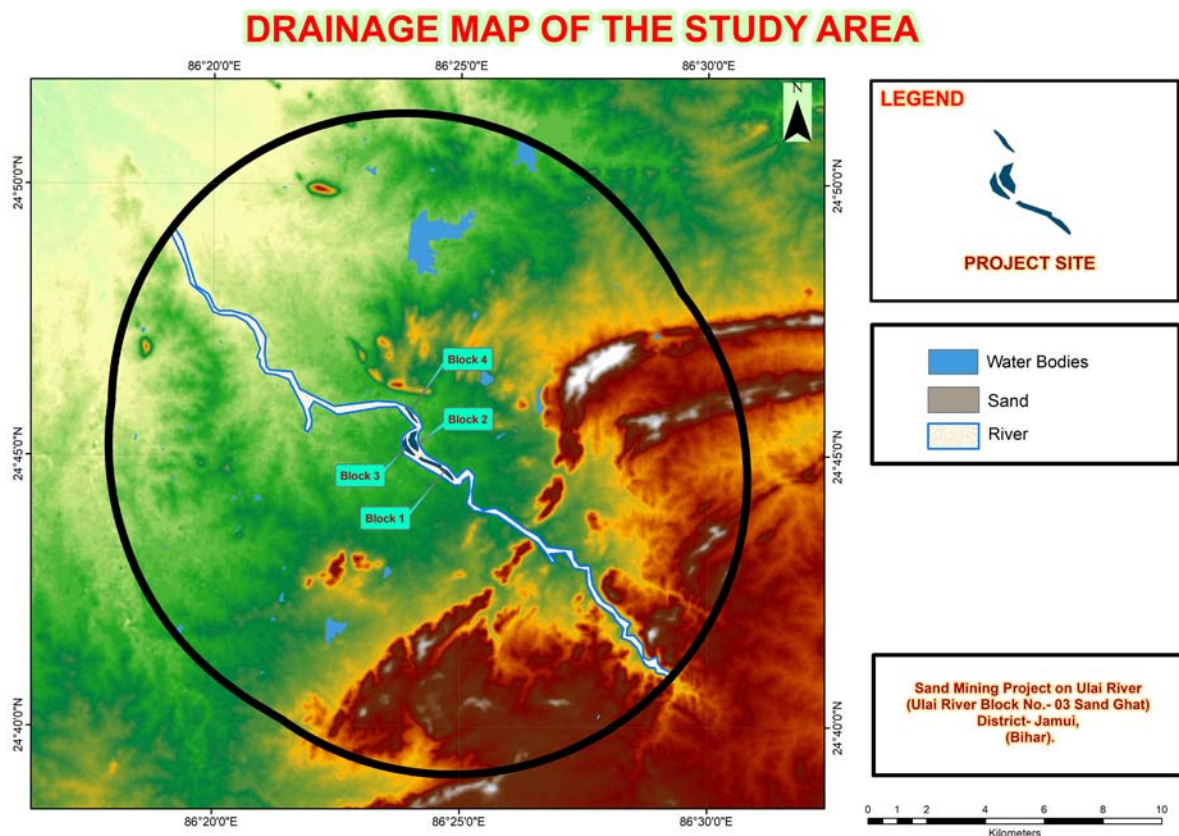 DRAINAGE MAP OF THE STUDY AREA
86°20'0"E
86°25'0"E
86°30'0"E
N
LEGEND
PROJECT SITE
24°50'0"N
24°50'0"N
Water Bodies
Sand
River
Block 4
Block 2
Block 3
Block 1
24°45'0"N
24°45'0"N
24°40'0"N
24°40'0"N
Sand Mining Project on Ulai River
(Ulai River Block No.- 03 Sand Ghat)
District- Jamui,
(Bihar).
86°20'0"E
86°25'0"E
86°30'0"E
0 1 2 4 6 8 10
Kilometers